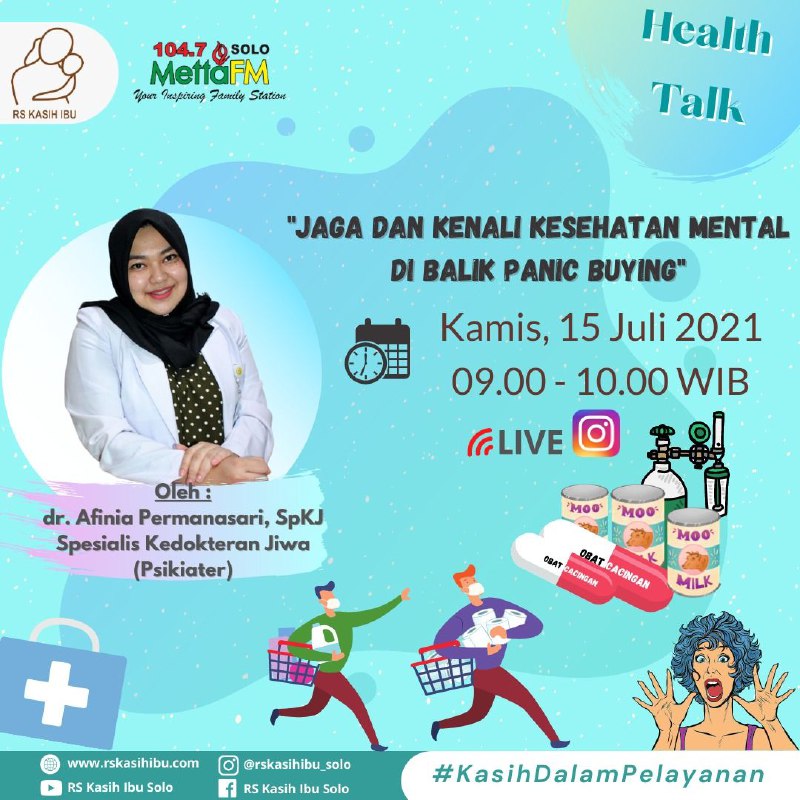 RS KASIH IBU
104.7 SOLO
MettaFM
Your Inspiring Family Station
Health
Talk
"JAGA DAN KENALI KESEHATAN MENTAL
DI BALIK PANIC BUYING"
Kamis, 15 Juli 2021
09.00 - 10.00 WIB
LIVE
Oleh :
dr. Afinia Permanasari, SpKJ
Spesialis Kedokteran Jiwa
(Psikiater)
MOO
MOO
MOO
MILK
OBAT CACINGAN
OBAT CACINGAN
www.rskasihibu.com
@rskasihibu_solo
RS Kasih Ibu Solo
RS Kasih Ibu Solo
#KasihDalamPelayanan